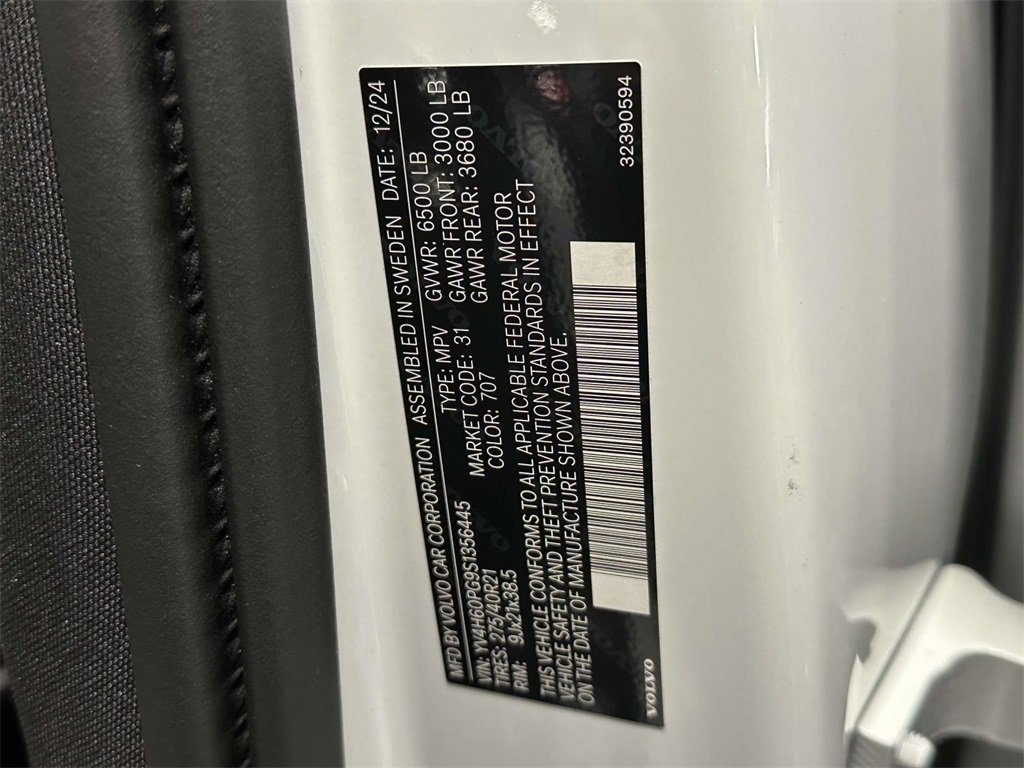 MFD BY VOLVO CAR CORPORATION ASSEMBLED IN SWEDEN DATE: 12/24
VIN: YV4H60PG9S1356445 TYPE: MPV GVWR: 6500 LB
TIRES: 275/40R21 MARKET CODE: 31 GAWR FRONT: 3000 LB
RIM: 9Jx21x38.5 COLOR: 707 GAWR REAR: 3680 LB
THIS VEHICLE CONFORMS TO ALL APPLICABLE FEDERAL MOTOR
VEHICLE SAFETY AND THEFT PREVENTION STANDARDS IN EFFECT
ON THE DATE OF MANUFACTURE SHOWN ABOVE.
VOLVO 32390594